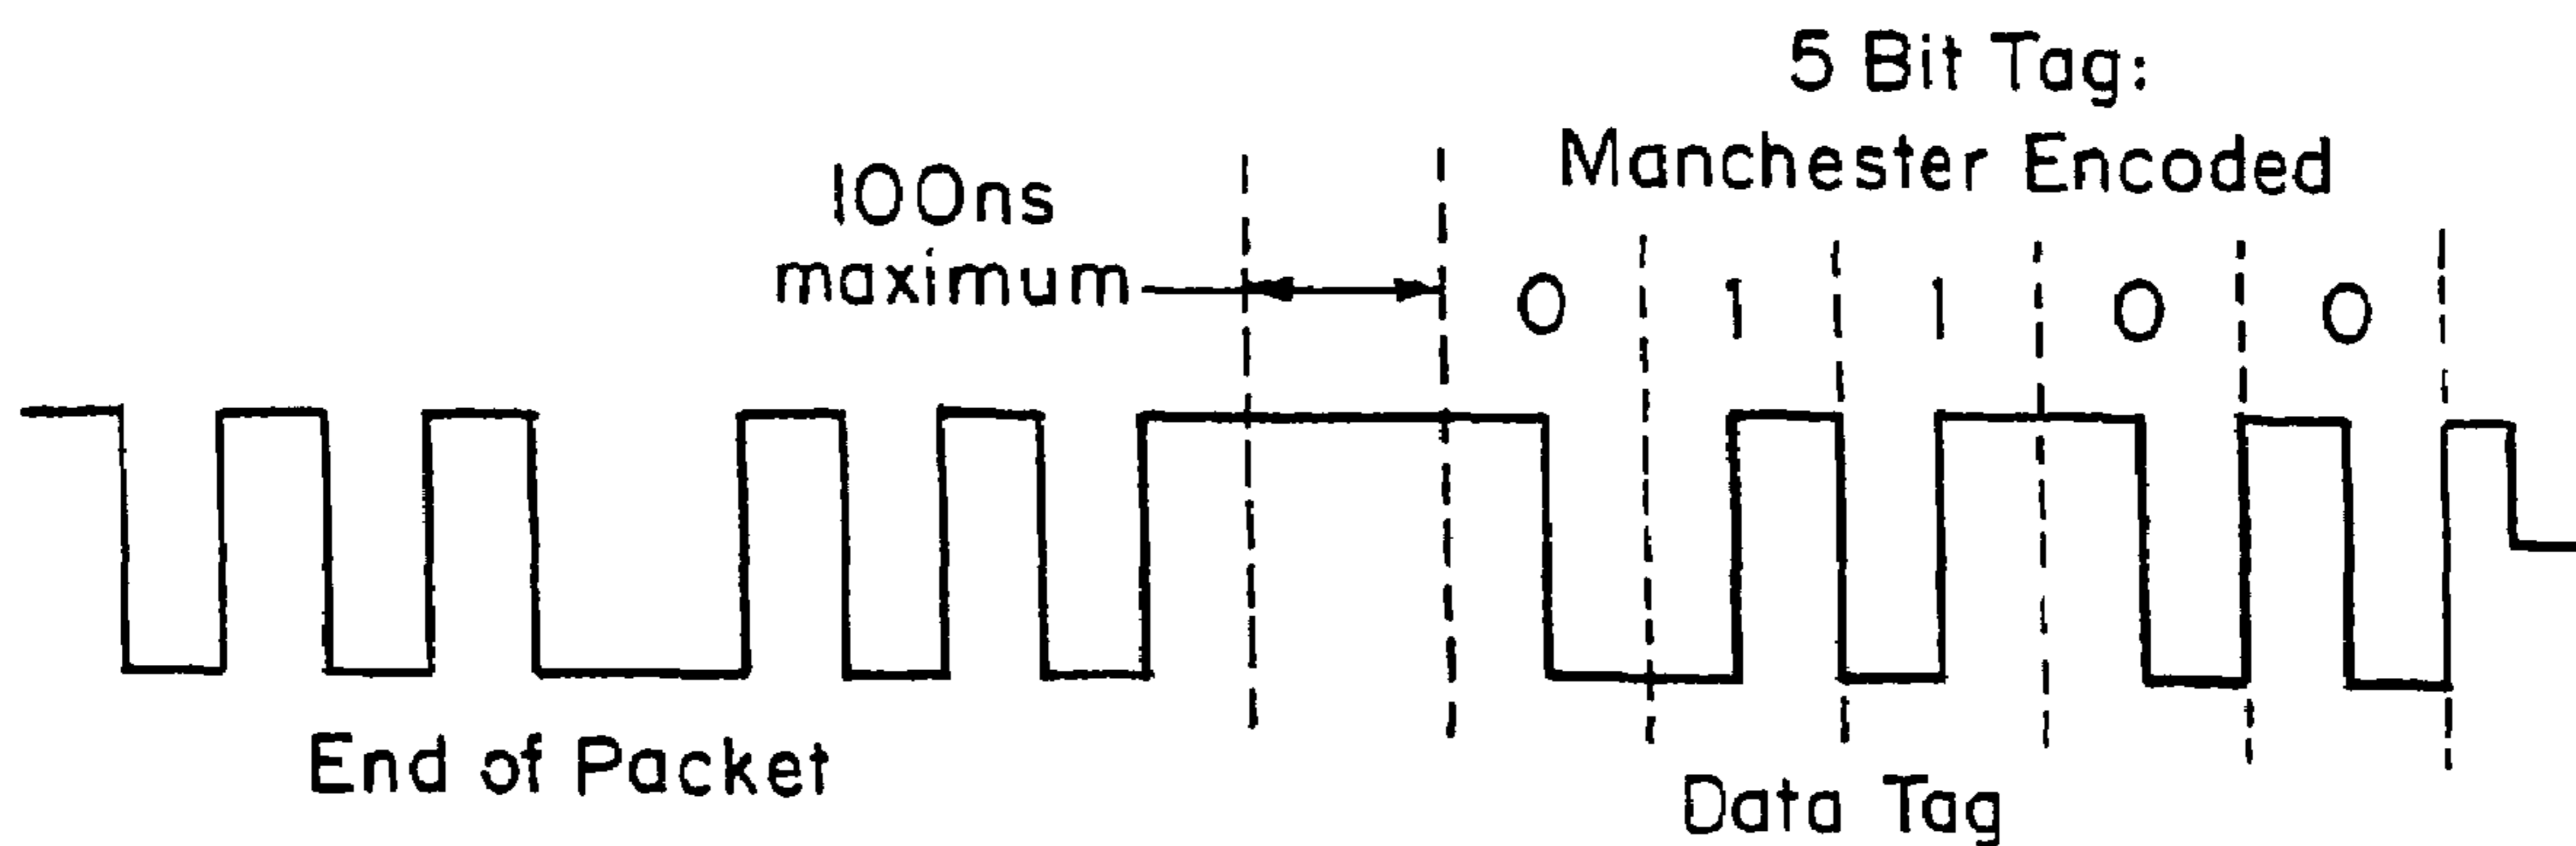 5 Bit Tag:
Manchester Encoded
100ns
maximum
0 1 1 0 0
End of Packet
Data Tag